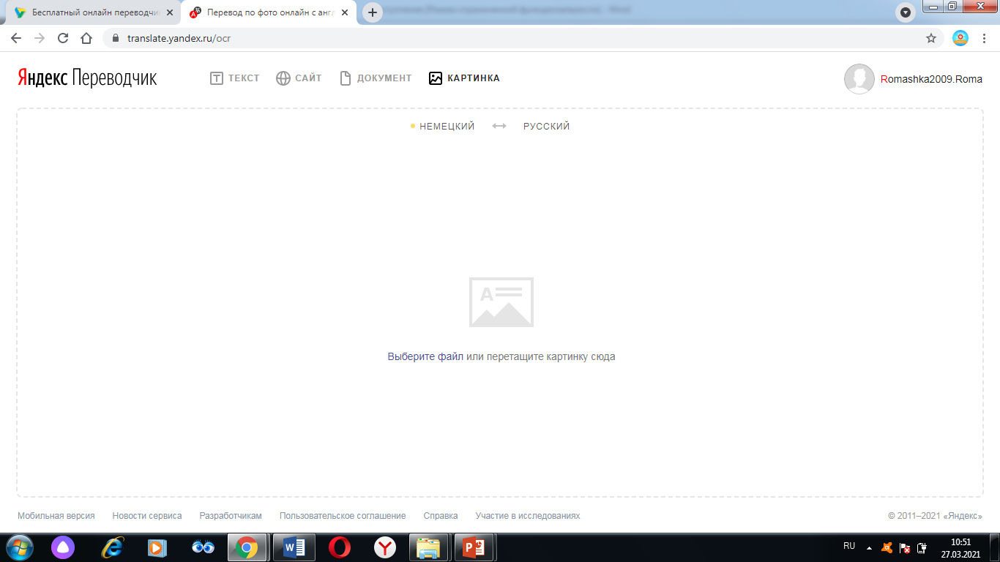 Бесплатный онлайн переводчи
Перевод по фото онлайн с англ
translate.yandex.ru/ocr
Яндекс Переводчик
ТЕКСТ
САЙТ
ДОКУМЕНТ
КАРТИНКА
Romashka2009.Roma
НЕМЕЦКИЙ
РУССКИЙ
A
Выберите файл или перетащите картинку сюда
Мобильная версия Новости сервиса Разработчикам Пользовательское соглашение Справка Участие в исследованиях © 2011–2021 «Яндекс»
RU
10:51
27.03.2021